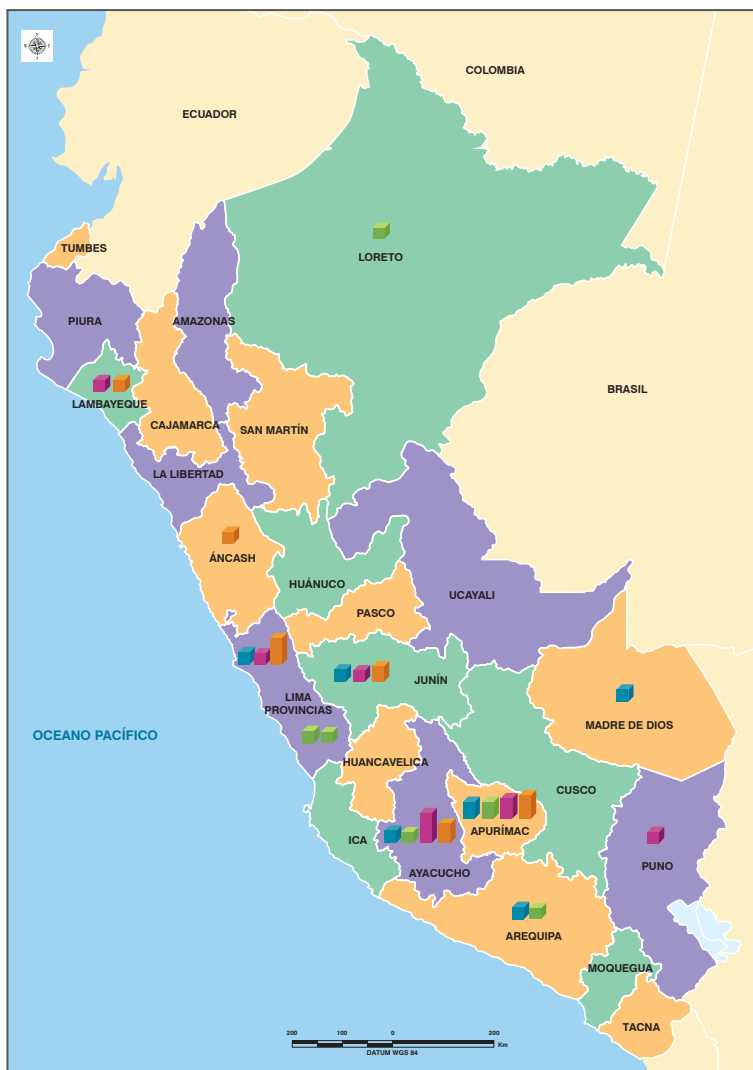 COLOMBIA
ECUADOR
TUMBES
LORETO
PIURA
AMAZONAS
BRASIL
LAMBAYEQUE
CAJAMARCA
SAN MARTÍN
LA LIBERTAD
ÁNCASH
HUÁNUCO
UCAYALI
PASCO
JUNÍN
LIMA
PROVINCIAS
MADRE DE DIOS
OCEANO PACÍFICO
HUANCAVELICA
CUSCO
ICA
APURÍMAC
AYACUCHO
PUNO
AREQUIPA
MOQUEGUA
TACNA
200 100 0 200
Km
DATUM WGS 84